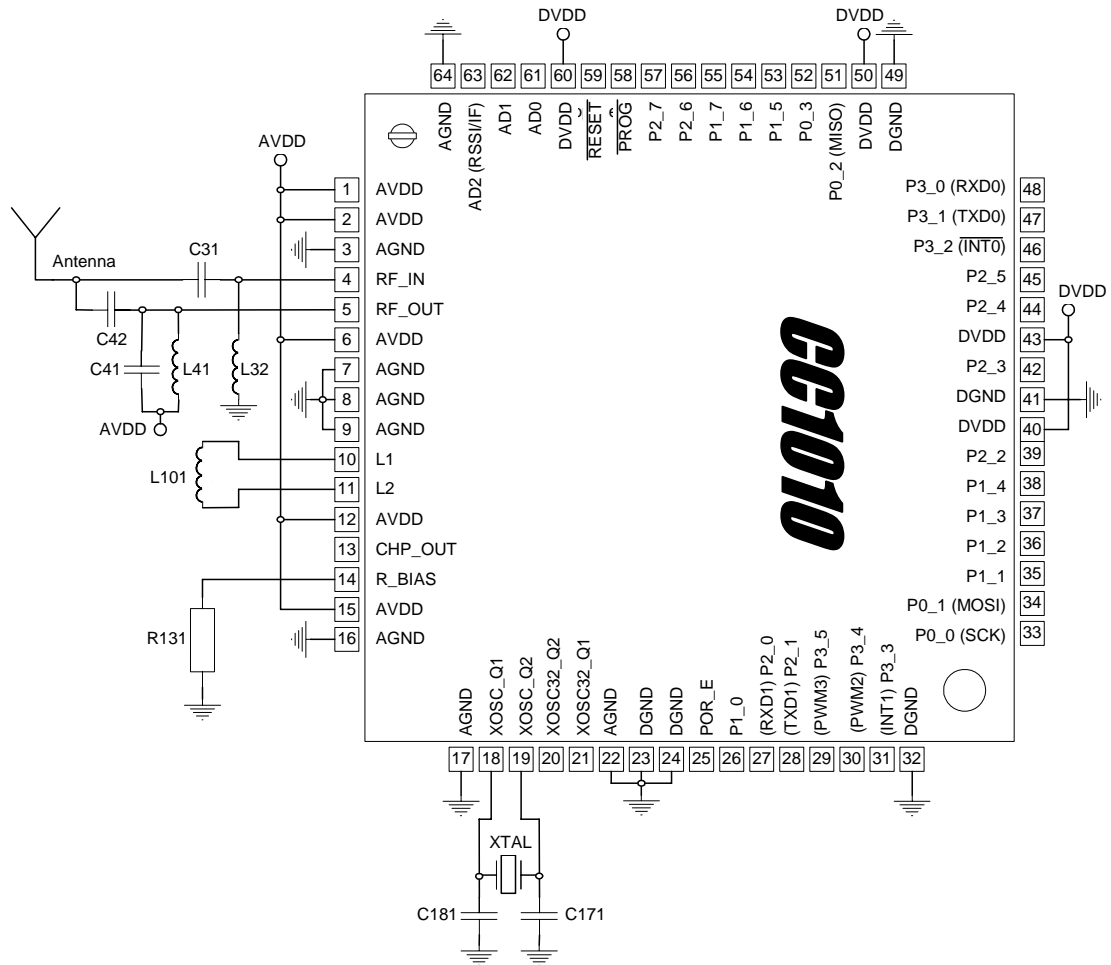 DVDD DVDD
64 63 62 61 60 59 58 57 56 55 54 53 52 51 50 49
AGND
AD2 (RSSI/IF)
AD1
AD0
DVDD
RESET
PROG
P2_7
P2_6
P1_7
P1_6
P1_5
P0_3
P0_2 (MISO)
DVDD
DGND
AVDD
1 AVDD
2 AVDD
3 AGND
4 RF_IN
5 RF_OUT
6 AVDD
7 AGND
8 AGND
9 AGND
10 L1
11 L2
12 AVDD
13 CHP_OUT
14 R_BIAS
15 AVDD
16 AGND
Antenna
C31
C42
C41
L41
L32
AVDD
L101
R131
CC1010
P3_0 (RXD0) 48
P3_1 (TXD0) 47
P3_2 (INT0) 46
P2_5 45
P2_4 44
DVDD 43
P2_3 42
DGND 41
DVDD 40
P2_2 39
P1_4 38
P1_3 37
P1_2 36
P1_1 35
P0_1 (MOSI) 34
P0_0 (SCK) 33
DVDD
AGND
XOSC_Q1
XOSC_Q2
XOSC32_Q2
XOSC32_Q1
AGND
DGND
DGND
POR_E
P1_0
(RXD1) P2_0
(TXD1) P2_1
(PWM3) P3_5
(PWM2) P3_4
(INT1) P3_3
DGND
17 18 19 20 21 22 23 24 25 26 27 28 29 30 31 32
XTAL
C181
C171